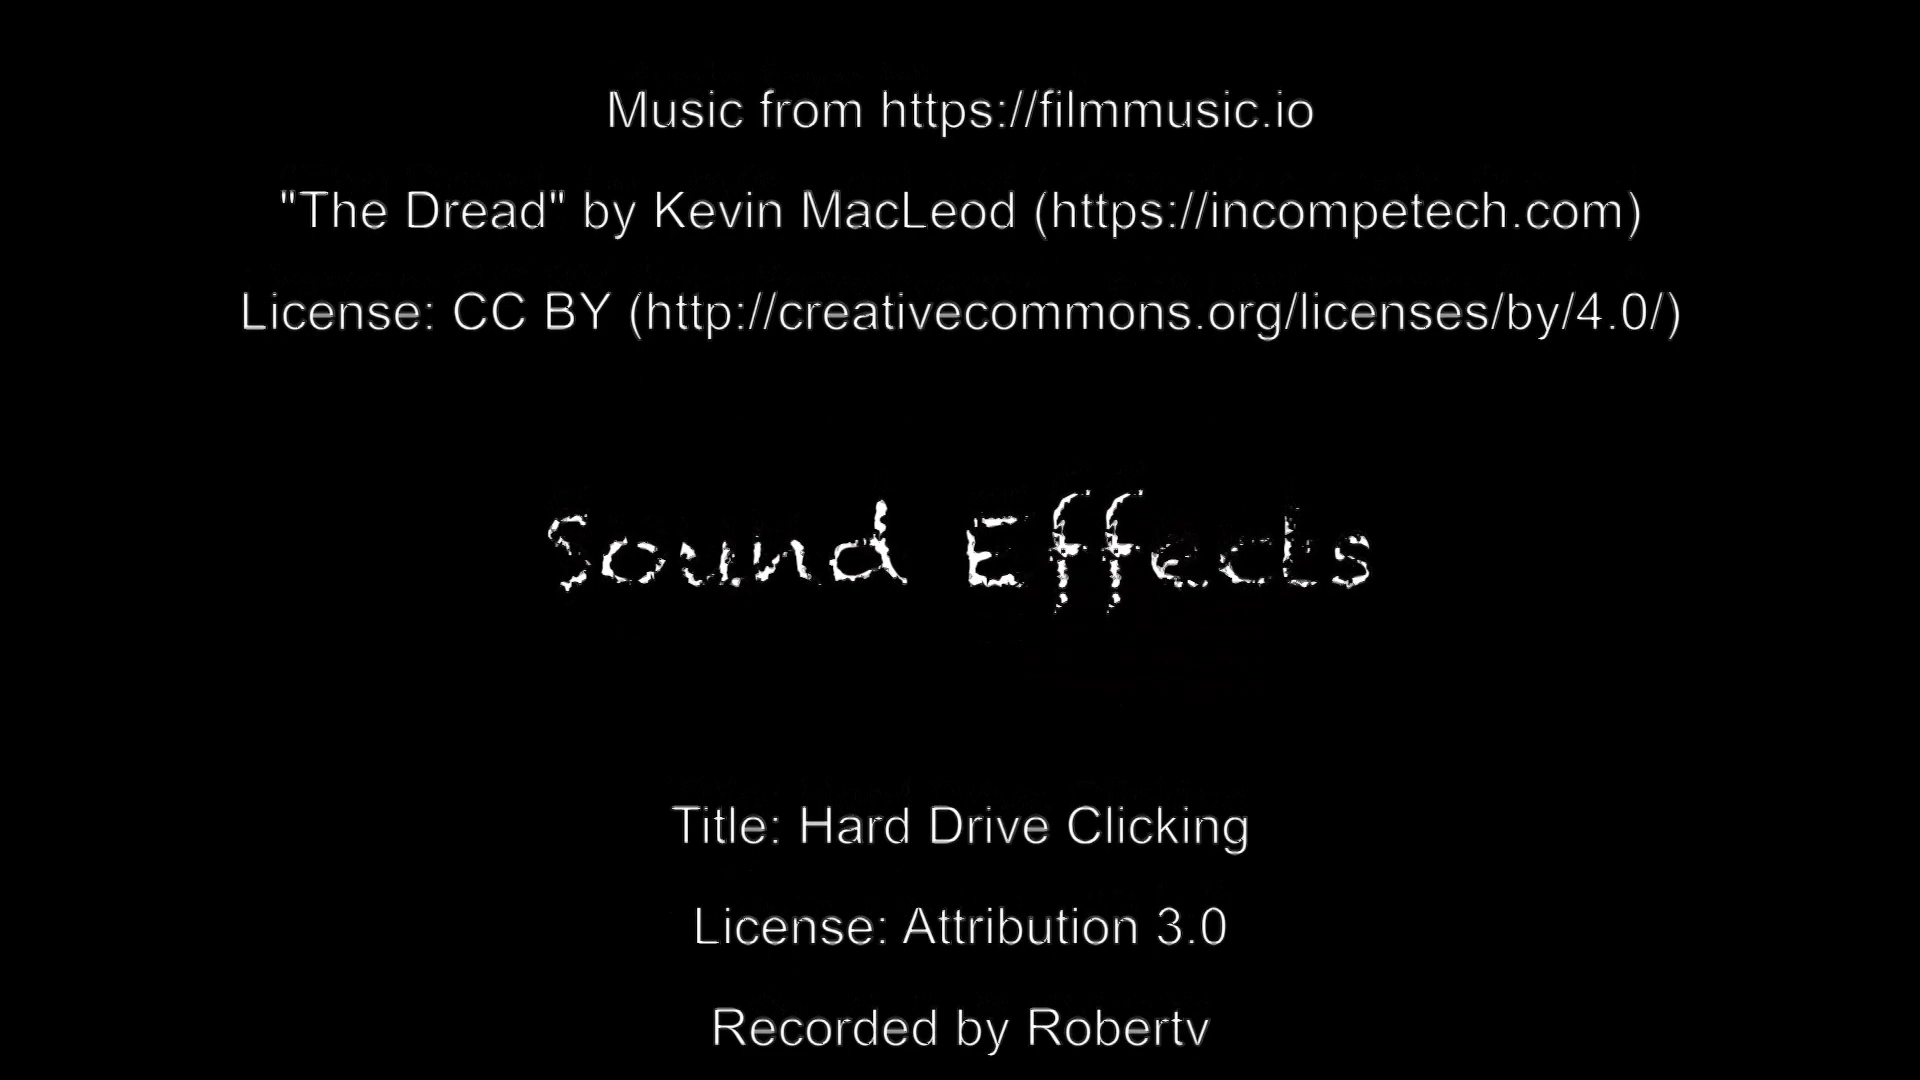 Music from https://filmmusic.io
"The Dread" by Kevin MacLeod (https://incompetech.com)
License: CC BY (http://creativecommons.org/licenses/by/4.0/)
Sound Effects
Title: Hard Drive Clicking
License: Attribution 3.0
Recorded by Robertv